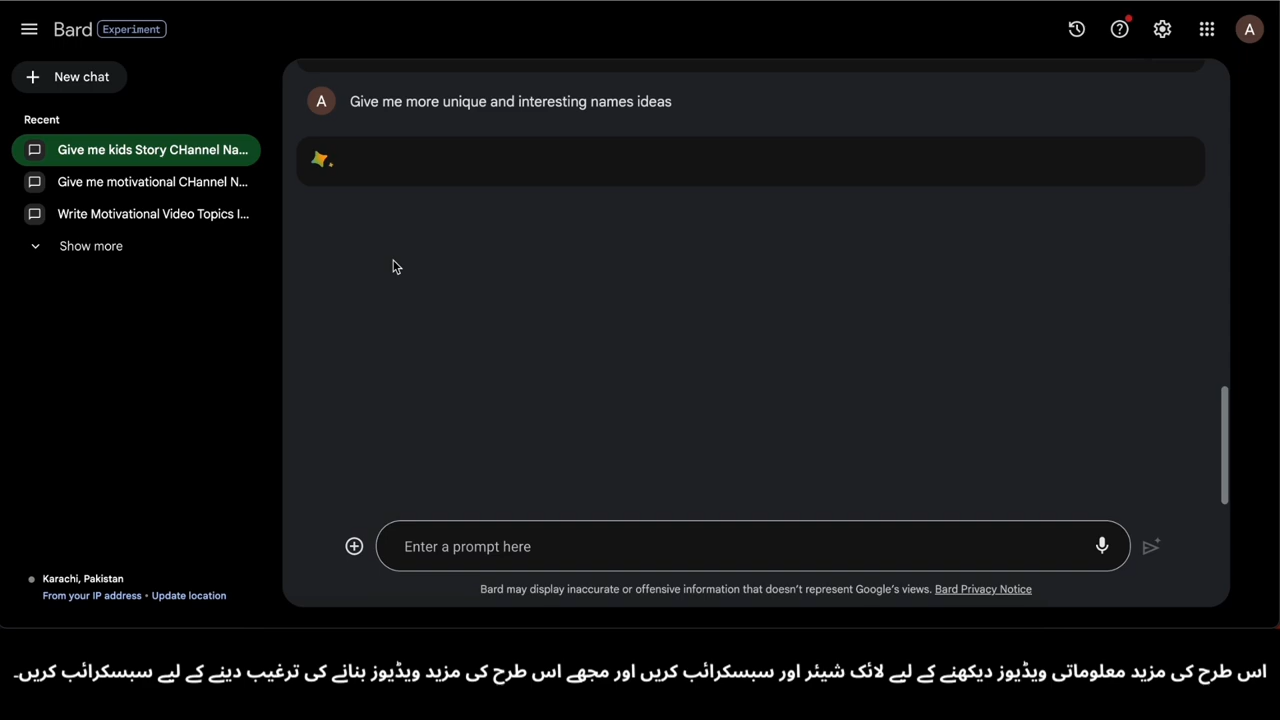 Bard Experiment
A
New chat
Recent
Give me kids Story CHannel Na...
Give me motivational CHannel N...
Write Motivational Video Topics I...
Show more
Karachi, Pakistan
From your IP address • Update location
A Give me more unique and interesting names ideas
Enter a prompt here
Bard may display inaccurate or offensive information that doesn't represent Google's views. Bard Privacy Notice
اس طرح کی مزید معلوماتی ویڈیوز دیکھنے کے لیے لائک شیئر اور سبسکرائب کریں اور مجھے اس طرح کی مزید ویڈیوز بنانے کی ترغیب دینے کے لیے سبسکرائب کریں۔